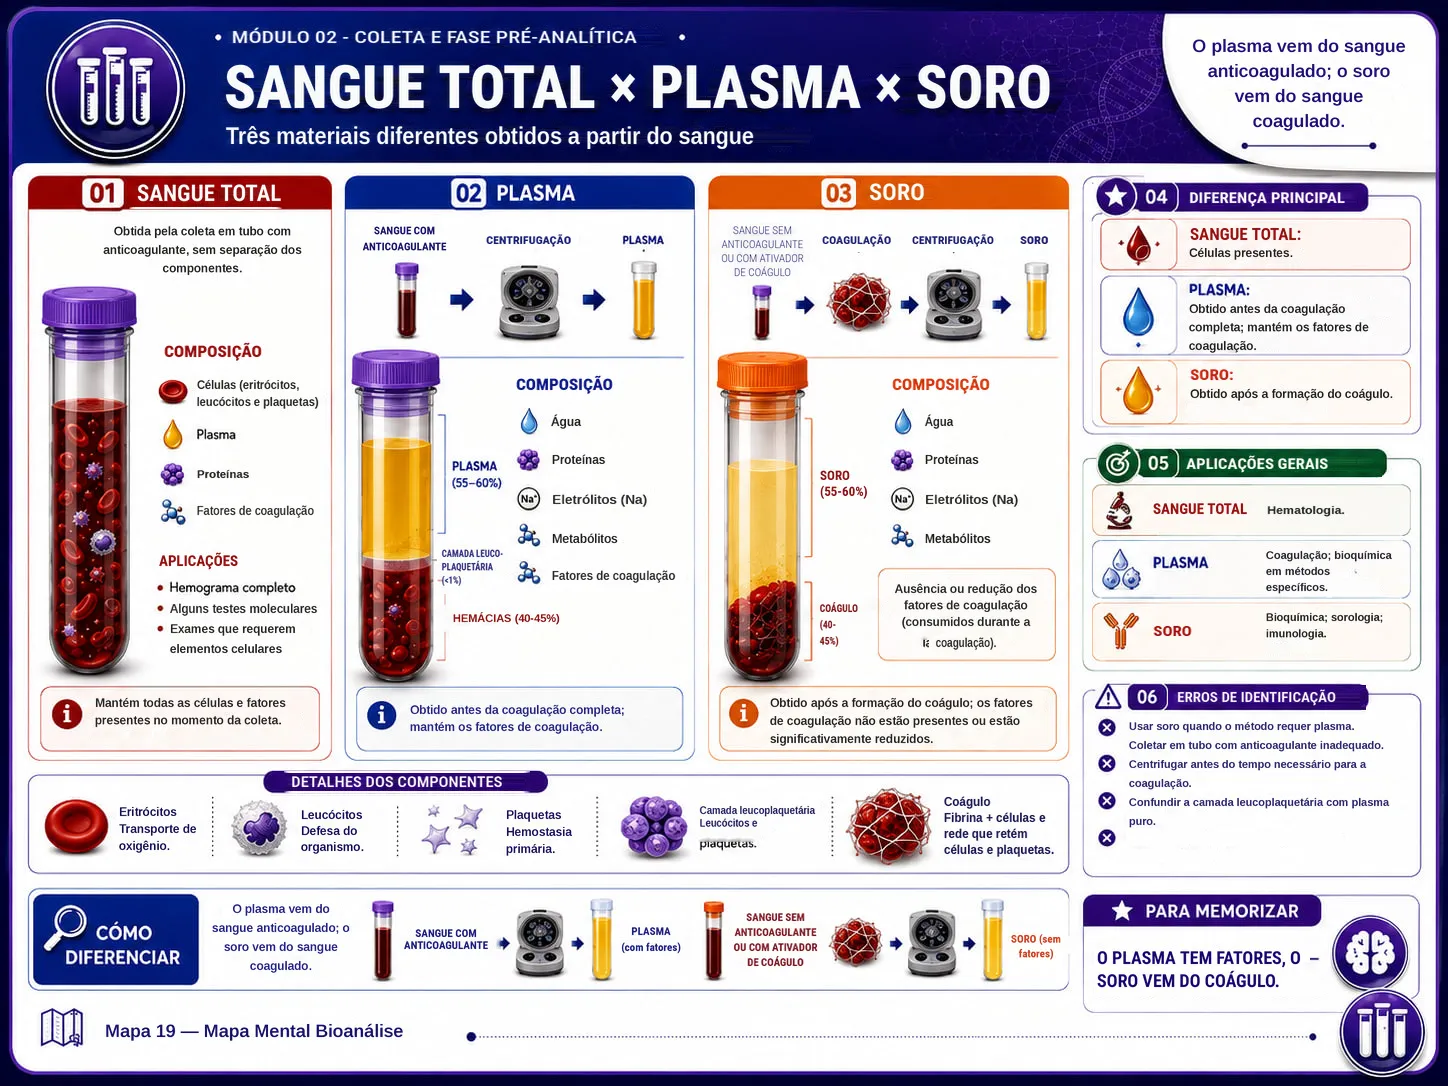 • MÓDULO 02 - COLETA E FASE PRÉ-ANALÍTICA •
SANGUE TOTAL × PLASMA × SORO
Três materiais diferentes obtidos a partir do sangue
O plasma vem do sangue
anticoagulado; o soro
vem do sangue
coagulado.
01 SANGUE TOTAL
Obtida pela coleta em tubo com
anticoagulante, sem separação dos
componentes.
COMPOSIÇÃO
Células (eritrócitos,
leucócitos e plaquetas)
Plasma
Proteínas
Fatores de coagulação
APLICAÇÕES
• Hemograma completo
• Alguns testes moleculares
• Exames que requerem
elementos celulares
Mantém todas as células e fatores
presentes no momento da coleta.
02 PLASMA
SANGUE COM
ANTICOAGULANTE
CENTRIFUGAÇÃO
PLASMA
COMPOSIÇÃO
Água
Proteínas
Na⁺ Eletrólitos (Na)
Metabólitos
Fatores de coagulação
PLASMA
(55–60%)
CAMADA LEUCO-
PLAQUETÁRIA
(<1%)
HEMÁCIAS (40-45%)
Obtido antes da coagulação completa;
mantém os fatores de coagulação.
03 SORO
SANGUE SEM
ANTICOAGULANTE
OU COM ATIVADOR
DE COÁGULO
COAGULAÇÃO
CENTRIFUGAÇÃO
SORO
COMPOSIÇÃO
Água
Proteínas
Na⁺ Eletrólitos (Na)
Metabólitos
SORO
(55-60%)
COÁGULO
(40-
45%)
Ausência ou redução dos
fatores de coagulação
(consumidos durante a
coagulação).
Obtido após a formação do coágulo; os fatores
de coagulação não estão presentes ou estão
significativamente reduzidos.
04 DIFERENÇA PRINCIPAL
SANGUE TOTAL:
Células presentes.
PLASMA:
Obtido antes da coagulação
completa; mantém os fatores de
coagulação.
SORO:
Obtido após a formação do coágulo.
05 APLICAÇÕES GERAIS
SANGUE TOTAL Hematologia.
PLASMA
Coagulação; bioquímica
em métodos
específicos.
SORO
Bioquímica; sorologia;
imunologia.
06 ERROS DE IDENTIFICAÇÃO
Usar soro quando o método requer plasma.
Coletar em tubo com anticoagulante inadequado.
Centrifugar antes do tempo necessário para a
coagulação.
Confundir a camada leucoplaquetária com plasma
puro.
DETALHES DOS COMPONENTES
Eritrócitos
Transporte de
oxigênio.
Leucócitos
Defesa do
organismo.
Plaquetas
Hemostasia
primária.
Camada leucoplaquetária
Leucócitos e
plaquetas.
Coágulo
Fibrina + células e
rede que retém
células e plaquetas.
CÓMO
DIFERENCIAR
O plasma vem do
sangue anticoagulado; o
soro vem do sangue
coagulado.
SANGUE COM
ANTICOAGULANTE
PLASMA
(com fatores)
SANGUE SEM
ANTICOAGULANTE
OU COM ATIVADOR
DE COÁGULO
SORO (sem
fatores)
PARA MEMORIZAR
O PLASMA TEM FATORES, O –
SORO VEM DO COÁGULO.
Mapa 19 — Mapa Mental Bioanálise